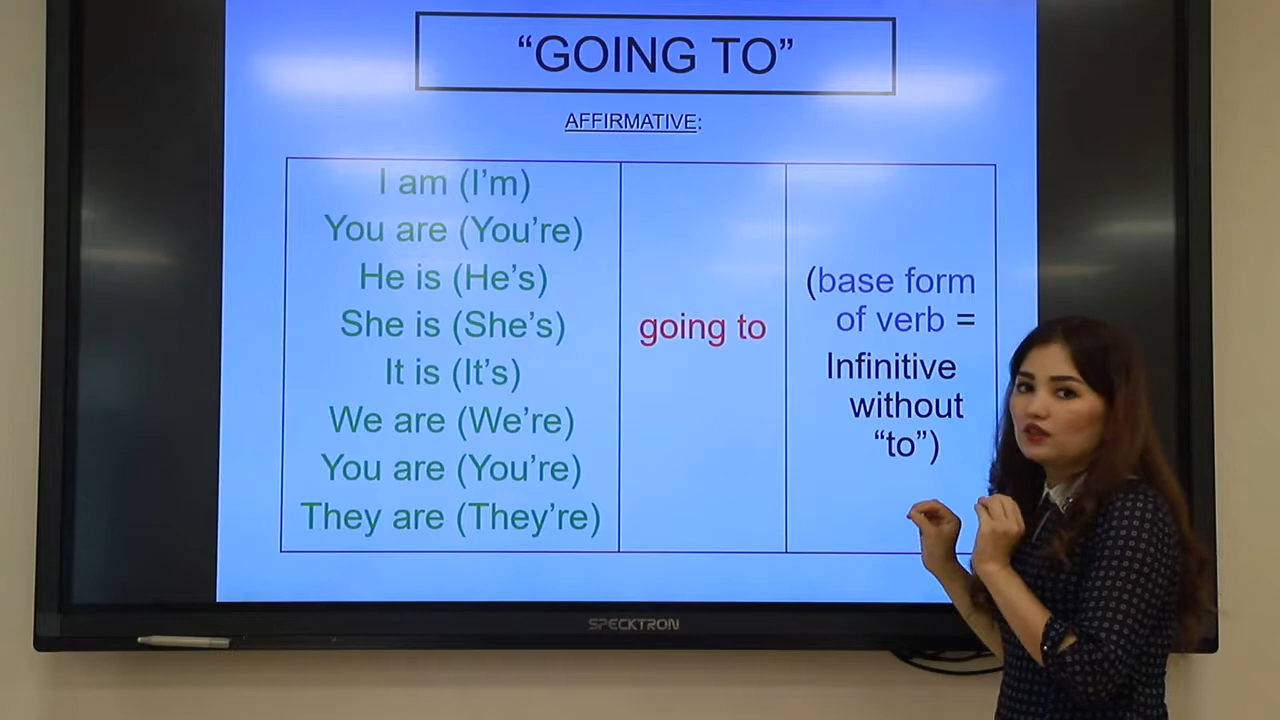 “GOING TO”
AFFIRMATIVE:
I am (I’m)
You are (You’re)
He is (He’s)
She is (She’s)
It is (It’s)
We are (We’re)
You are (You’re)
They are (They’re)
going to
(base form
of verb =
Infinitive
without
“to”)
SPECKTRON